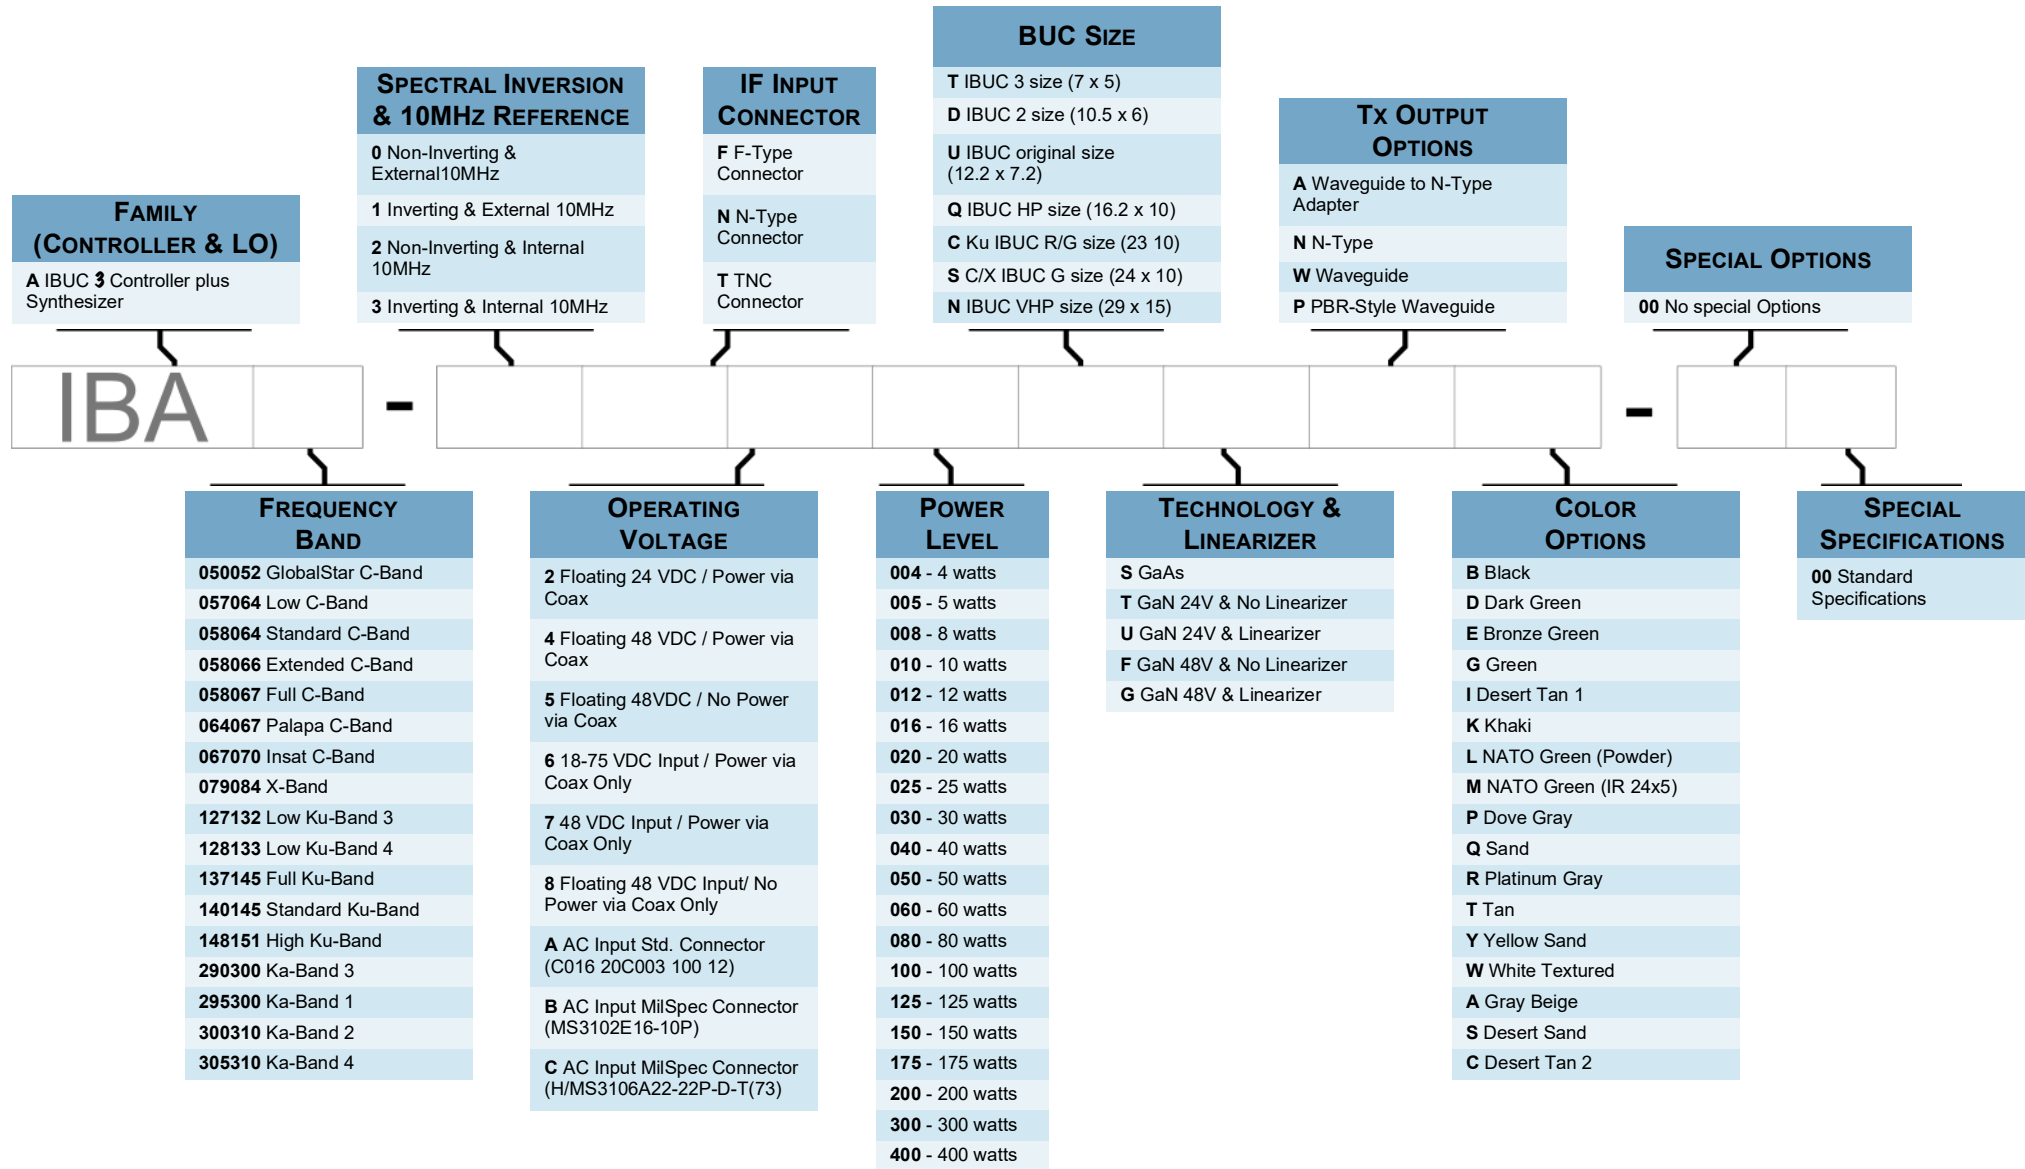 FAMILY
(CONTROLLER & LO)
A IBUC 3 Controller plus
Synthesizer
SPECTRAL INVERSION
& 10MHZ REFERENCE
0 Non-Inverting &
External10MHz
1 Inverting & External 10MHz
2 Non-Inverting & Internal
10MHz
3 Inverting & Internal 10MHz
IF INPUT
CONNECTOR
F F-Type
Connector
N N-Type
Connector
T TNC
Connector
BUC SIZE
T IBUC 3 size (7 x 5)
D IBUC 2 size (10.5 x 6)
U IBUC original size
(12.2 x 7.2)
Q IBUC HP size (16.2 x 10)
C Ku IBUC R/G size (23 10)
S C/X IBUC G size (24 x 10)
N IBUC VHP size (29 x 15)
TX OUTPUT
OPTIONS
A Waveguide to N-Type
Adapter
N N-Type
W Waveguide
P PBR-Style Waveguide
SPECIAL OPTIONS
00 No special Options
IBA - -
FREQUENCY
BAND
050052 GlobalStar C-Band
057064 Low C-Band
058064 Standard C-Band
058066 Extended C-Band
058067 Full C-Band
064067 Palapa C-Band
067070 Insat C-Band
079084 X-Band
127132 Low Ku-Band 3
128133 Low Ku-Band 4
137145 Full Ku-Band
140145 Standard Ku-Band
148151 High Ku-Band
290300 Ka-Band 3
295300 Ka-Band 1
300310 Ka-Band 2
305310 Ka-Band 4
OPERATING
VOLTAGE
2 Floating 24 VDC / Power via
Coax
4 Floating 48 VDC / Power via
Coax
5 Floating 48VDC / No Power
via Coax
6 18-75 VDC Input / Power via
Coax Only
7 48 VDC Input / Power via
Coax Only
8 Floating 48 VDC Input/ No
Power via Coax Only
A AC Input Std. Connector
(C016 20C003 100 12)
B AC Input MilSpec Connector
(MS3102E16-10P)
C AC Input MilSpec Connector
(H/MS3106A22-22P-D-T(73)
POWER
LEVEL
004 - 4 watts
005 - 5 watts
008 - 8 watts
010 - 10 watts
012 - 12 watts
016 - 16 watts
020 - 20 watts
025 - 25 watts
030 - 30 watts
040 - 40 watts
050 - 50 watts
060 - 60 watts
080 - 80 watts
100 - 100 watts
125 - 125 watts
150 - 150 watts
175 - 175 watts
200 - 200 watts
300 - 300 watts
400 - 400 watts
TECHNOLOGY &
LINEARIZER
S GaAs
T GaN 24V & No Linearizer
U GaN 24V & Linearizer
F GaN 48V & No Linearizer
G GaN 48V & Linearizer
COLOR
OPTIONS
B Black
D Dark Green
E Bronze Green
G Green
I Desert Tan 1
K Khaki
L NATO Green (Powder)
M NATO Green (IR 24x5)
P Dove Gray
Q Sand
R Platinum Gray
T Tan
Y Yellow Sand
W White Textured
A Gray Beige
S Desert Sand
C Desert Tan 2
SPECIAL
SPECIFICATIONS
00 Standard
Specifications